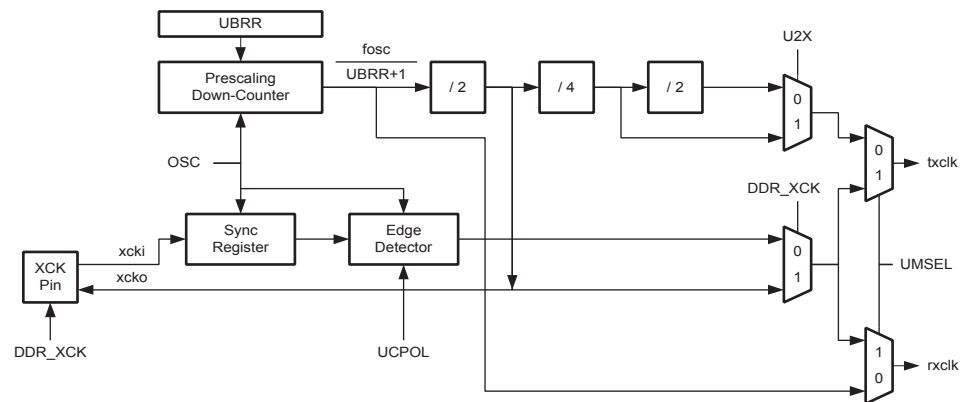 UBRR
U2X
fosc
UBRR+1
Prescaling
Down-Counter
/ 2
/ 4
/ 2
0
1
OSC
0
1
txclk
DDR_XCK
xcki
Sync
Register
Edge
Detector
0
1
UMSEL
XCK
Pin
xcko
DDR_XCK
UCPOL
1
0
rxclk